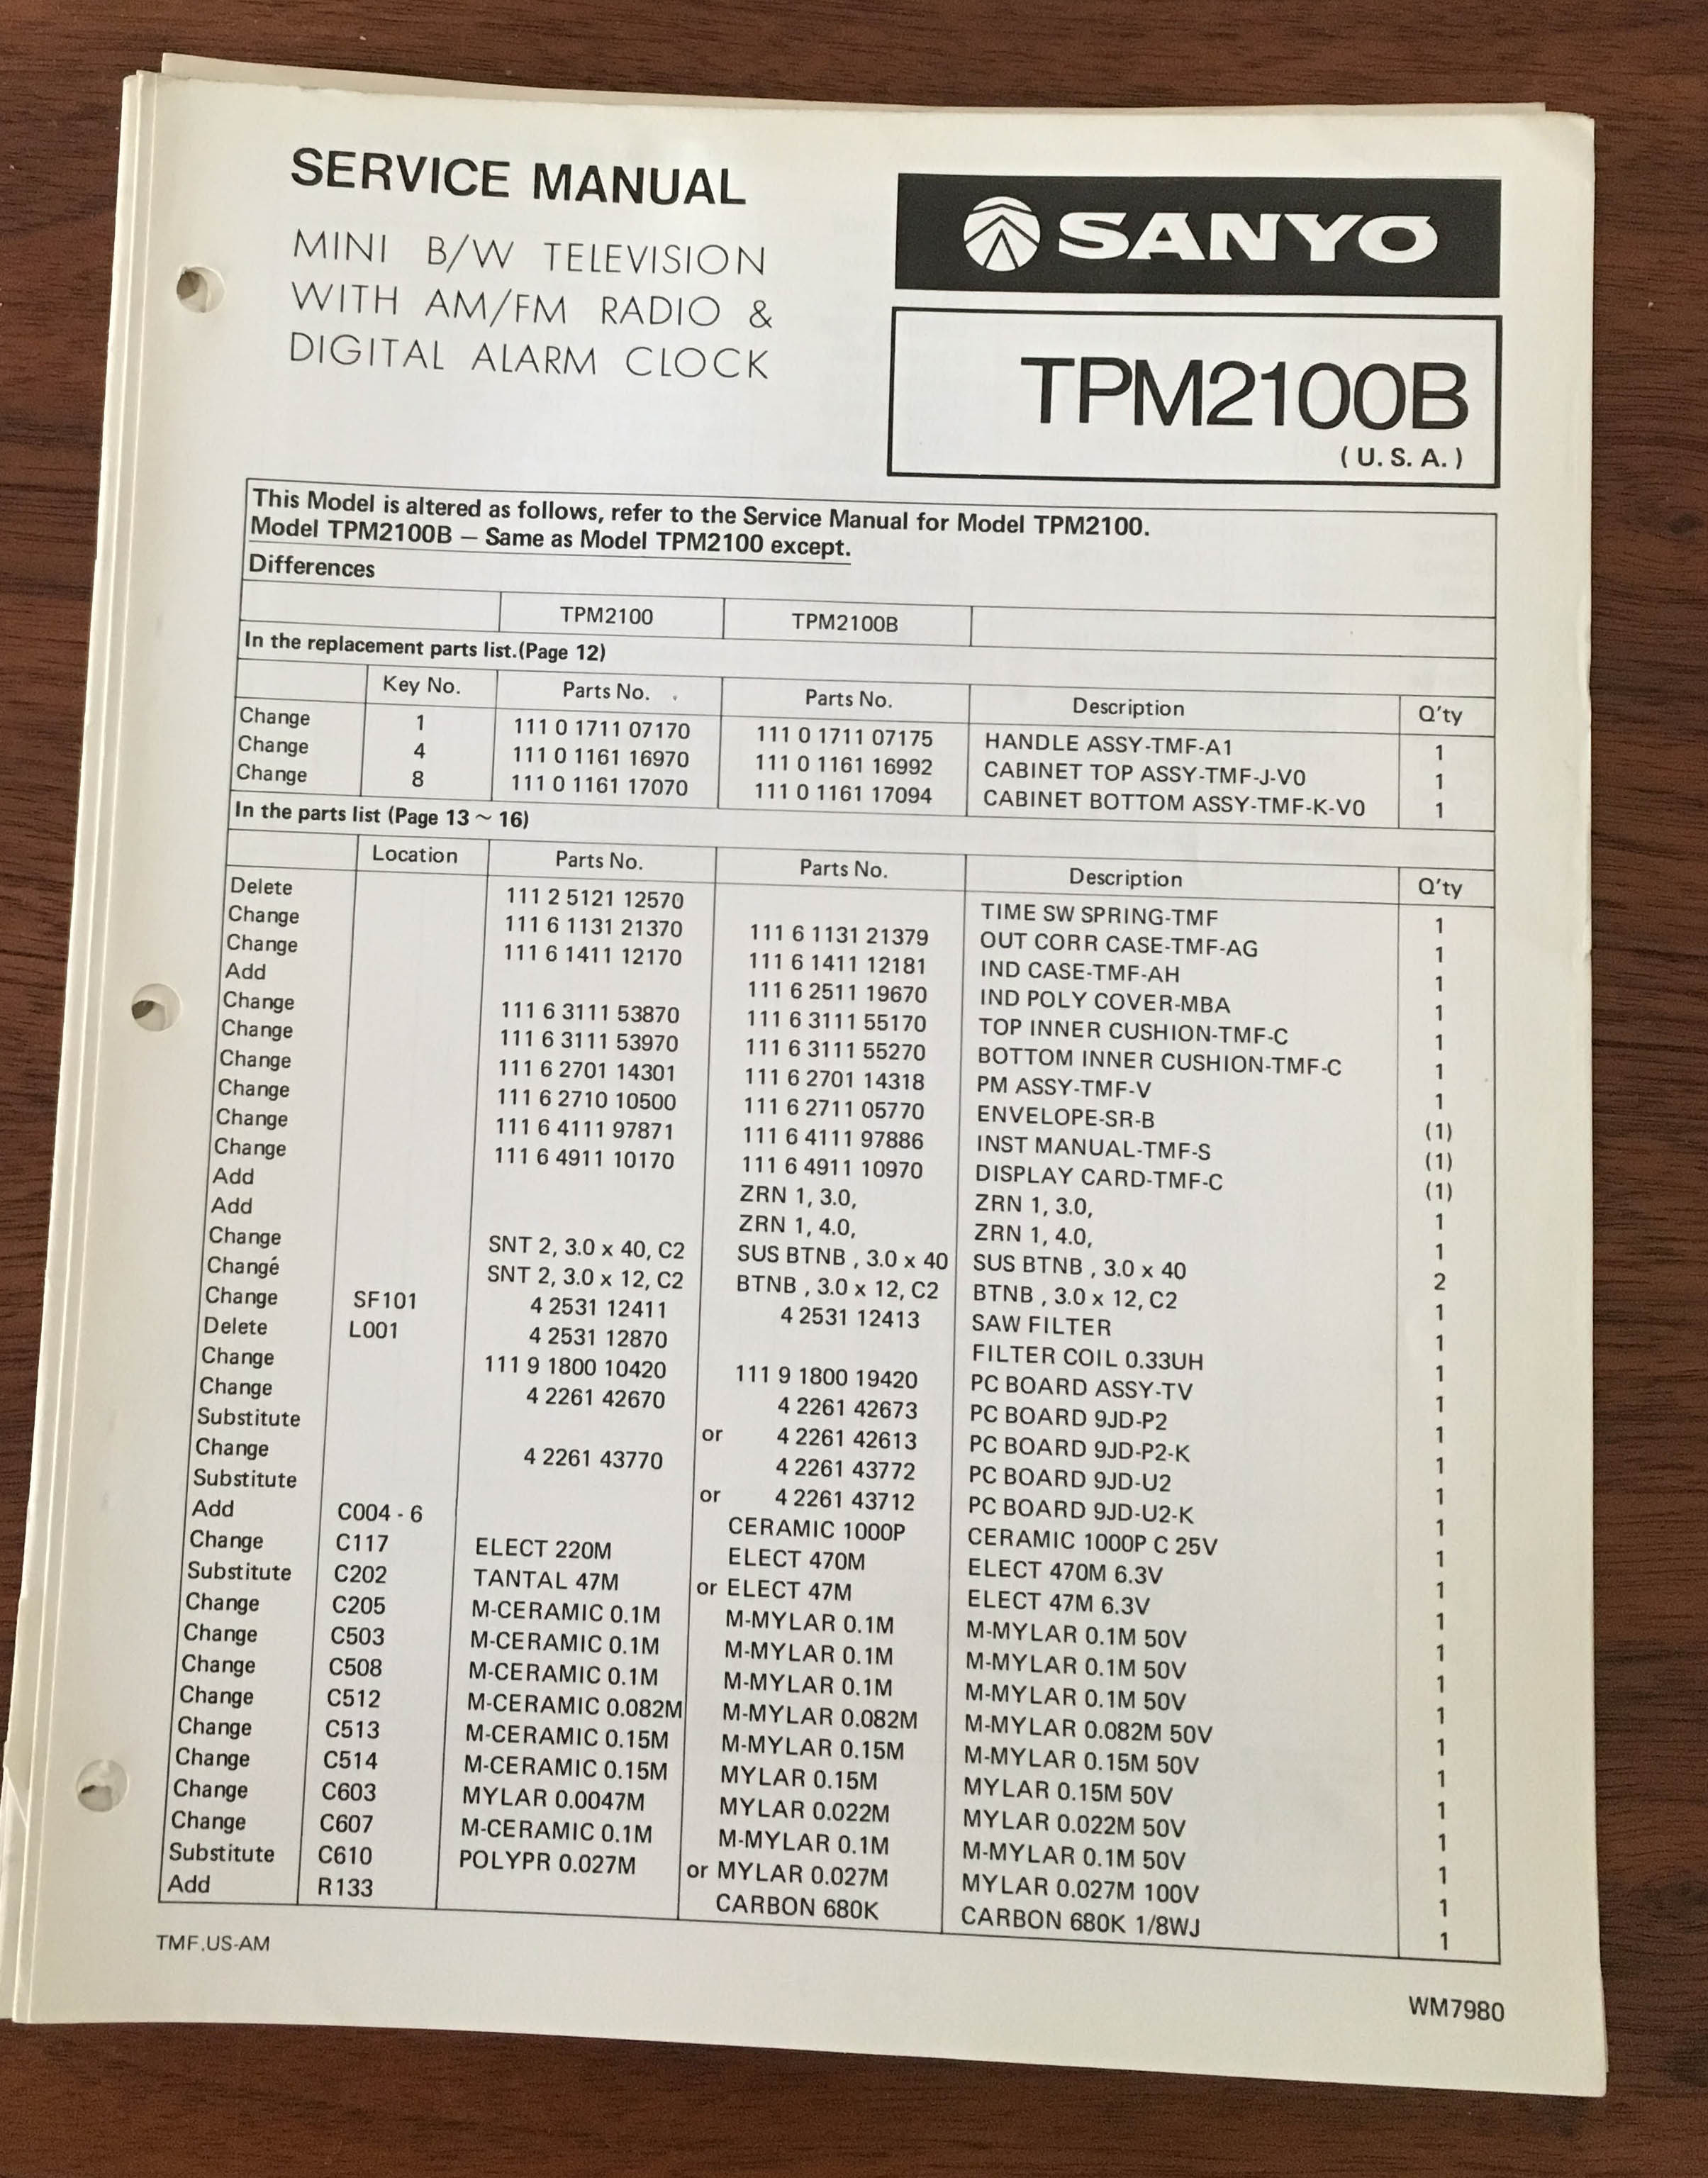 SERVICE MANUAL
MINI B/W TELEVISION
WITH AM/FM RADIO &
DIGITAL ALARM CLOCK
SANYO
TPM2100B
(U.S.A.)
This Model is altered as follows, refer to the Service Manual for Model TPM2100.
Model TPM2100B — Same as Model TPM2100 except.
Differences
TPM2100 TPM2100B
In the replacement parts list.(Page 12)
Key No. Parts No. Parts No. Description Q'ty
Change 1 111 0 1711 07170 111 0 1711 07175 HANDLE ASSY-TMF-A1 1
Change 4 111 0 1161 16970 111 0 1161 16992 CABINET TOP ASSY-TMF-J-V0 1
Change 8 111 0 1161 17070 111 0 1161 17094 CABINET BOTTOM ASSY-TMF-K-V0 1
In the parts list (Page 13 ~ 16)
Location Parts No. Parts No. Description Q'ty
Delete 111 2 5121 12570 TIME SW SPRING-TMF 1
Change 111 6 1131 21370 111 6 1131 21379 OUT CORR CASE-TMF-AG 1
Change 111 6 1411 12170 111 6 1411 12181 IND CASE-TMF-AH 1
Add 111 6 2511 19670 IND POLY COVER-MBA 1
Change 111 6 3111 53870 111 6 3111 55170 TOP INNER CUSHION-TMF-C 1
Change 111 6 3111 53970 111 6 3111 55270 BOTTOM INNER CUSHION-TMF-C 1
Change 111 6 2701 14301 111 6 2701 14318 PM ASSY-TMF-V 1
Change 111 6 2710 10500 111 6 2711 05770 ENVELOPE-SR-B (1)
Change 111 6 4111 97871 111 6 4111 97886 INST MANUAL-TMF-S (1)
Change 111 6 4911 10170 111 6 4911 10970 DISPLAY CARD-TMF-C (1)
Add ZRN 1, 3.0, ZRN 1, 3.0, 1
Add ZRN 1, 4.0, ZRN 1, 4.0, 1
Change SNT 2, 3.0 x 40, C2 SUS BTNB , 3.0 x 40 SUS BTNB , 3.0 x 40 2
Changé SNT 2, 3.0 x 12, C2 BTNB , 3.0 x 12, C2 BTNB , 3.0 x 12, C2 1
Change SF101 4 2531 12411 4 2531 12413 SAW FILTER 1
Delete L001 4 2531 12870 FILTER COIL 0.33UH 1
Change 111 9 1800 10420 111 9 1800 19420 PC BOARD ASSY-TV 1
Change 4 2261 42670 4 2261 42673 PC BOARD 9JD-P2 1
Substitute or 4 2261 42613 PC BOARD 9JD-P2-K 1
Change 4 2261 43770 4 2261 43772 PC BOARD 9JD-U2 1
Substitute or 4 2261 43712 PC BOARD 9JD-U2-K 1
Add C004 - 6 CERAMIC 1000P CERAMIC 1000P C 25V 1
Change C117 ELECT 220M ELECT 470M ELECT 470M 6.3V 1
Substitute C202 TANTAL 47M or ELECT 47M ELECT 47M 6.3V 1
Change C205 M-CERAMIC 0.1M M-MYLAR 0.1M M-MYLAR 0.1M 50V 1
Change C503 M-CERAMIC 0.1M M-MYLAR 0.1M M-MYLAR 0.1M 50V 1
Change C508 M-CERAMIC 0.1M M-MYLAR 0.1M M-MYLAR 0.1M 50V 1
Change C512 M-CERAMIC 0.082M M-MYLAR 0.082M M-MYLAR 0.082M 50V 1
Change C513 M-CERAMIC 0.15M M-MYLAR 0.15M M-MYLAR 0.15M 50V 1
Change C514 M-CERAMIC 0.15M MYLAR 0.15M MYLAR 0.15M 50V 1
Change C603 MYLAR 0.0047M MYLAR 0.022M MYLAR 0.022M 50V 1
Change C607 M-CERAMIC 0.1M M-MYLAR 0.1M M-MYLAR 0.1M 50V 1
Substitute C610 POLYPR 0.027M or MYLAR 0.027M MYLAR 0.027M 100V 1
Add R133 CARBON 680K CARBON 680K 1/8WJ 1
TMF.US-AM
WM7980